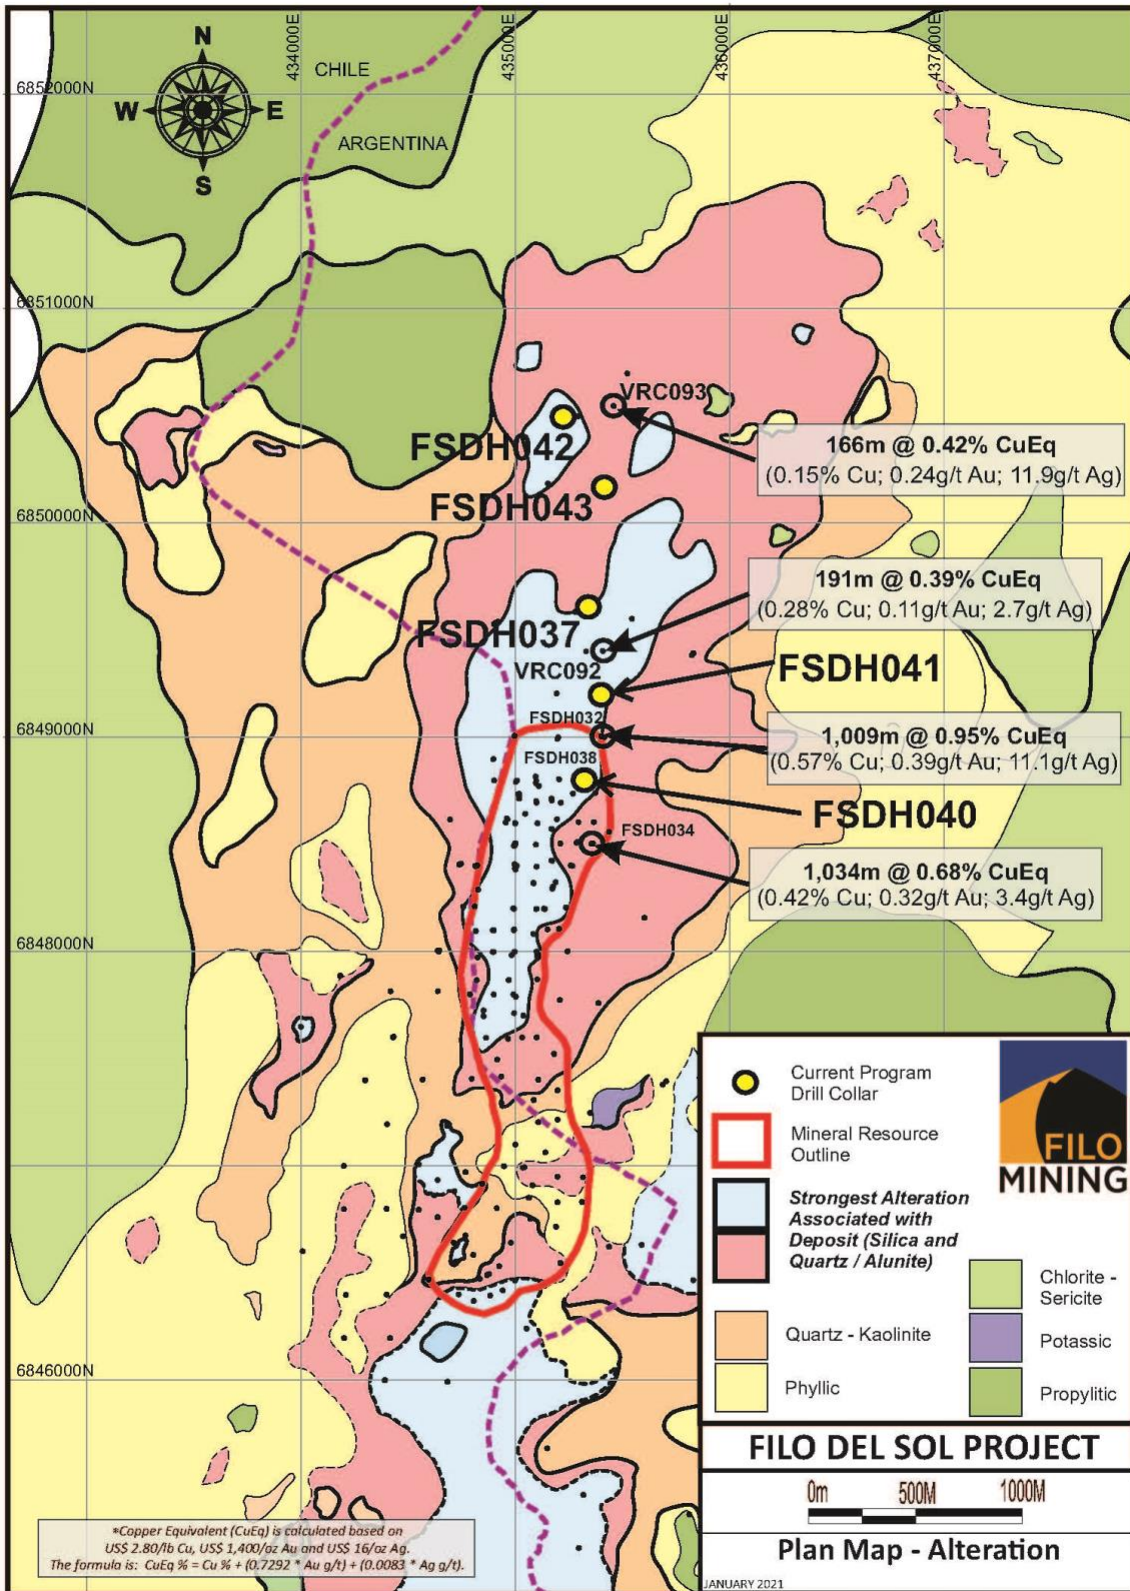 434000E
435000E
436000E
437000E
N
W
E
S
CHILE
ARGENTINA
6852000N
6851000N
6850000N
6849000N
6848000N
6846000N
VRC093
FSDH042
FSDH043
166m @ 0.42% CuEq
(0.15% Cu; 0.24g/t Au; 11.9g/t Ag)
191m @ 0.39% CuEq
(0.28% Cu; 0.11g/t Au; 2.7g/t Ag)
FSDH037
VRC092
FSDH041
FSDH032
1,009m @ 0.95% CuEq
(0.57% Cu; 0.39g/t Au; 11.1g/t Ag)
FSDH038
FSDH040
FSDH034
1,034m @ 0.68% CuEq
(0.42% Cu; 0.32g/t Au; 3.4g/t Ag)
Current Program
Drill Collar
Mineral Resource
Outline
FILO
MINING
Strongest Alteration
Associated with
Deposit (Silica and
Quartz / Alunite)
Chlorite -
Sericite
Quartz - Kaolinite
Potassic
Phyllic
Propylitic
FILO DEL SOL PROJECT
0m 500M 1000M
Plan Map - Alteration
JANUARY 2021
*Copper Equivalent (CuEq) is calculated based on
US$ 2.80/lb Cu, US$ 1,400/oz Au and US$ 16/oz Ag.
The formula is: CuEq % = Cu % + (0.7292 * Au g/t) + (0.0083 * Ag g/t).